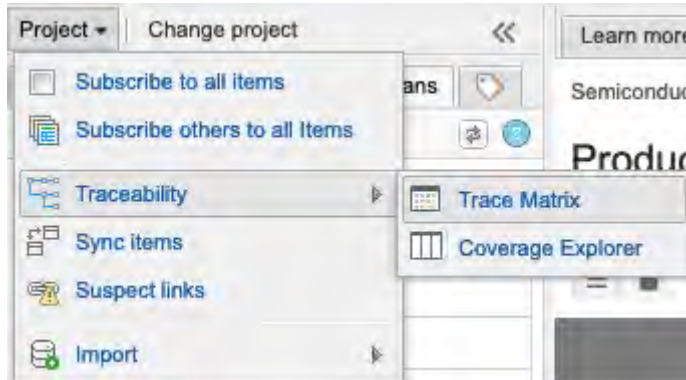 Project Change project
Learn more
Subscribe to all items
ans
Semiconduc
Subscribe others to all Items
Produc
Traceability
Trace Matrix
Sync items
Coverage Explorer
Suspect links
Import